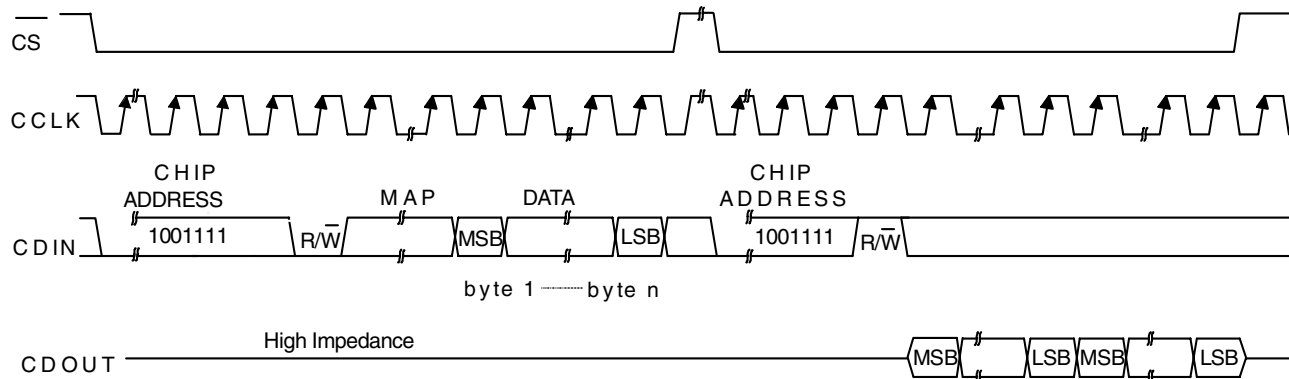 CS
CCLK
CHIP
ADDRESS
MAP
DATA
CHIP
ADDRESS
CDIN
1001111
R/W
MSB
LSB
1001111
R/W
byte 1 byte n
High Impedance
CDOUT
MSB
LSB
MSB
LSB